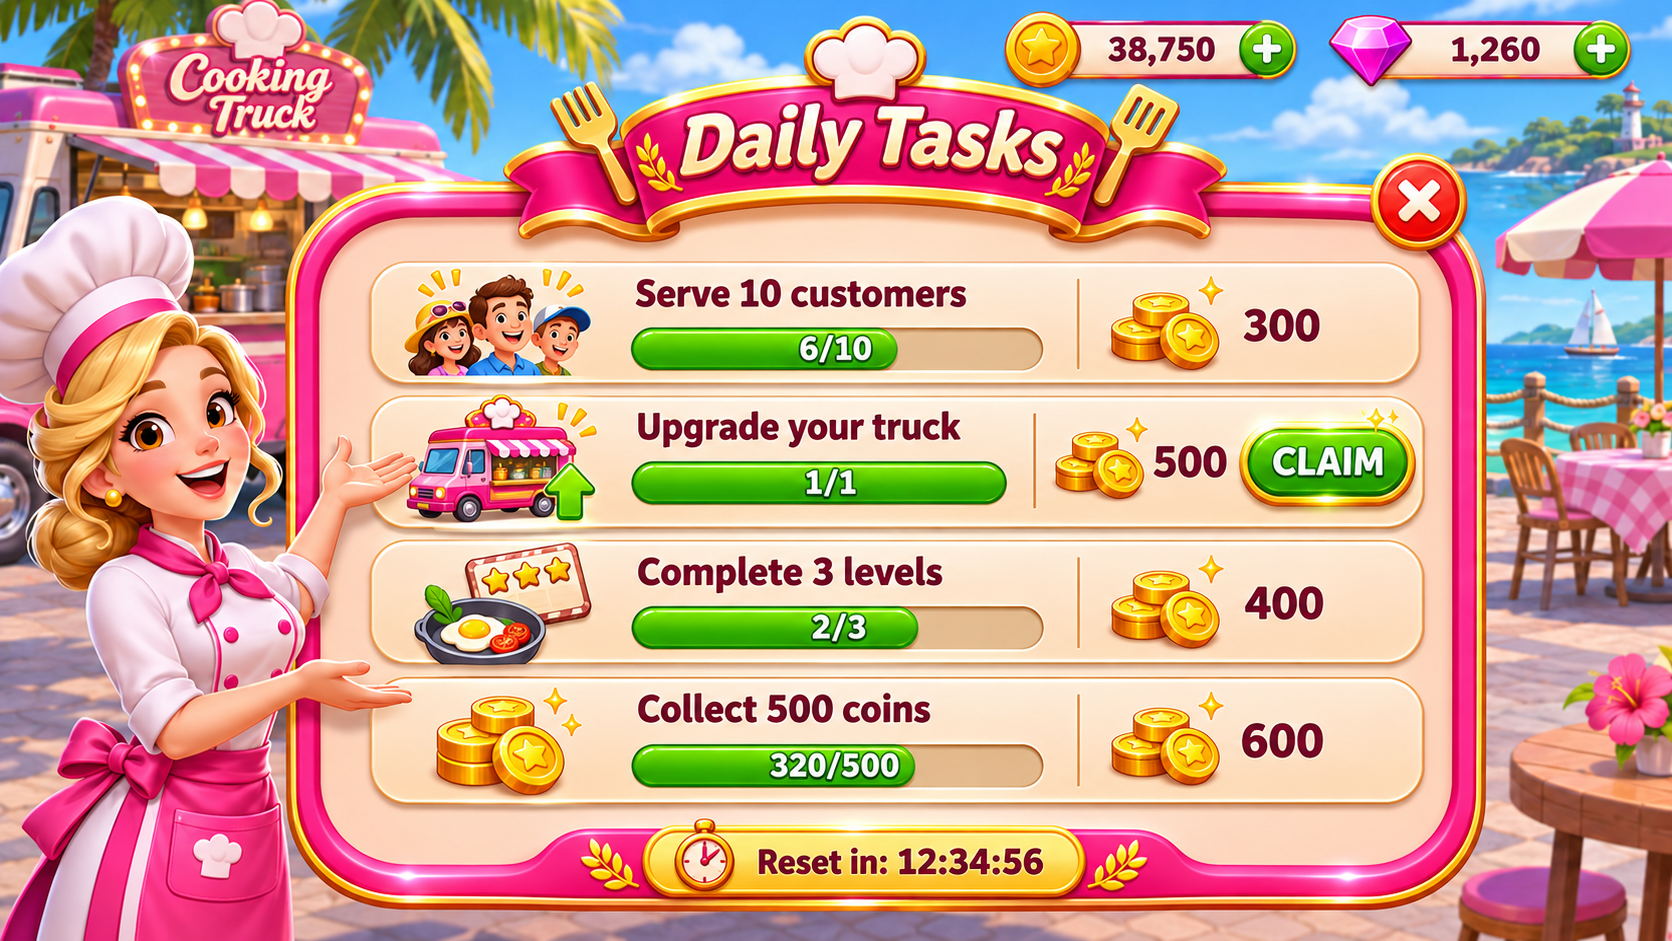 Cooking
Truck
38,750
1,260
Daily Tasks
Serve 10 customers
6/10
300
Upgrade your truck
1/1
500
CLAIM
Complete 3 levels
2/3
400
Collect 500 coins
320/500
600
Reset in: 12:34:56